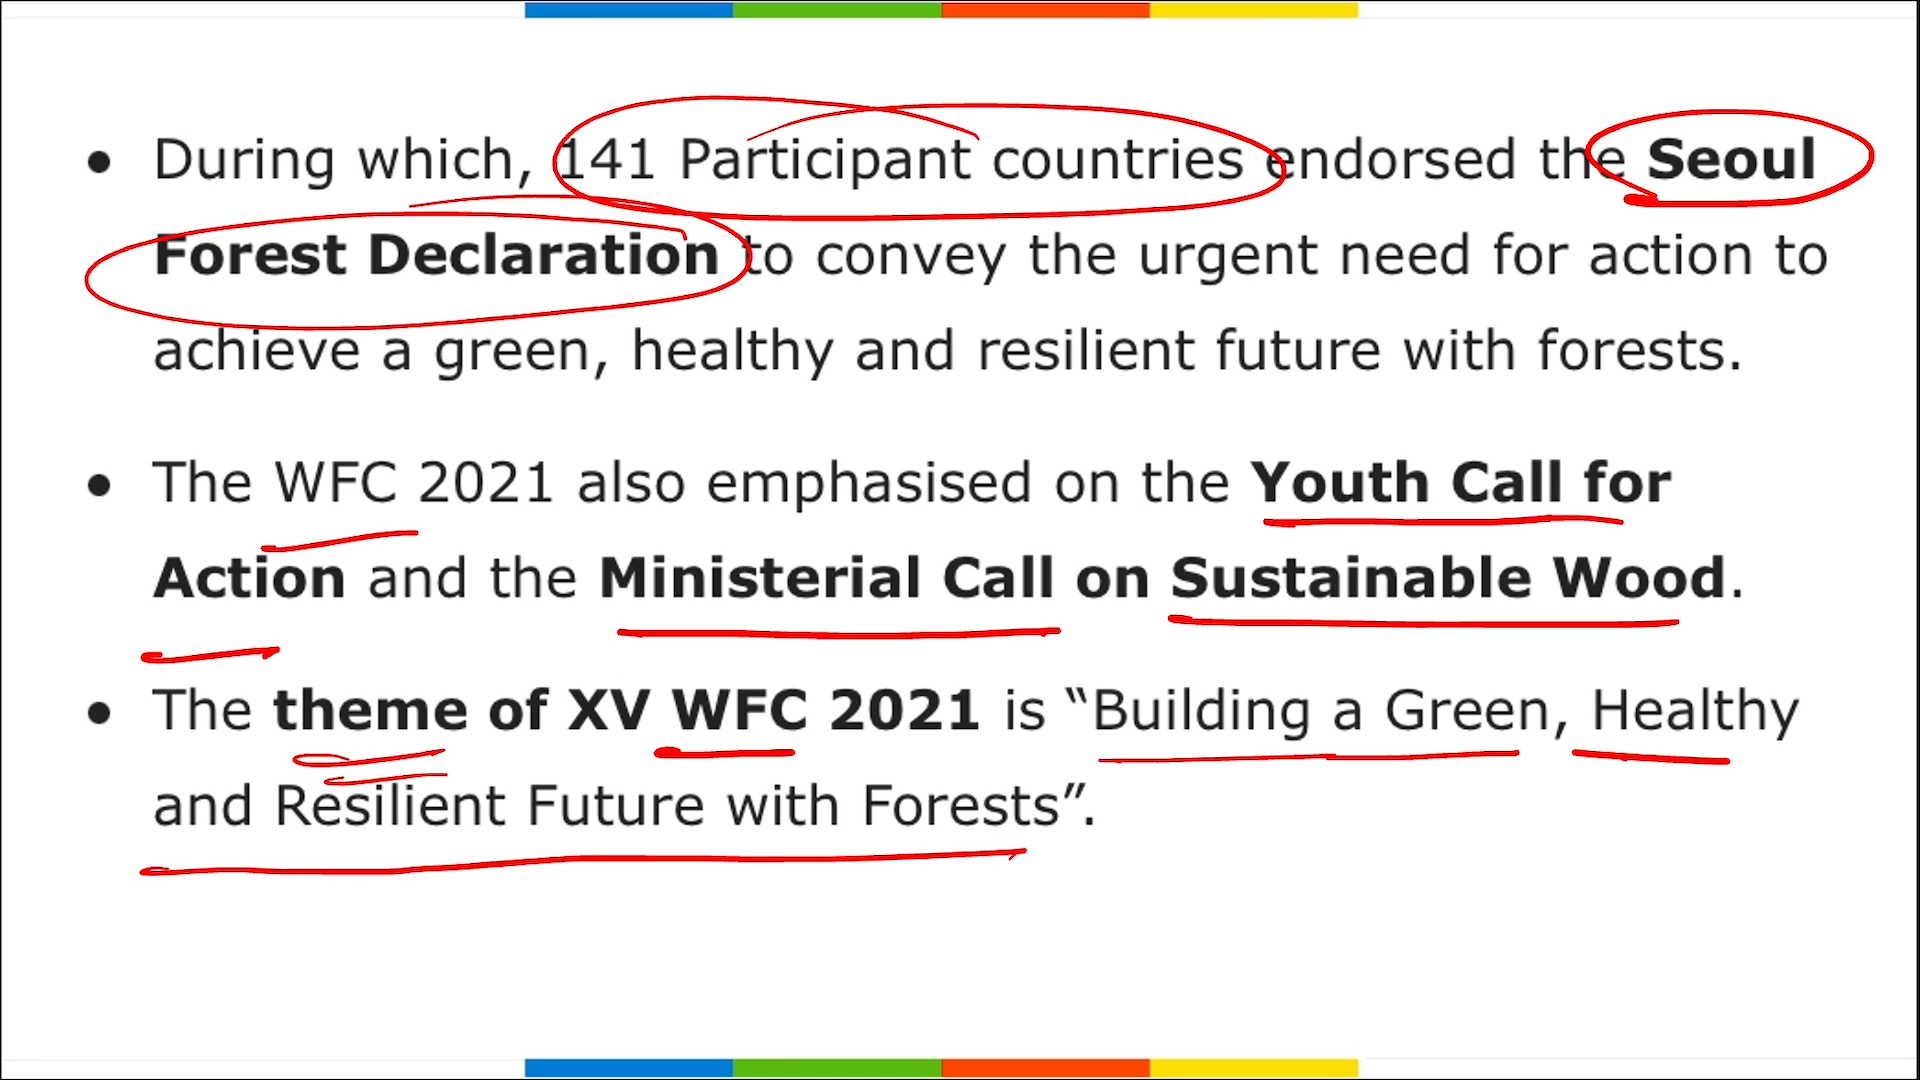 • During which, 141 Participant countries endorsed the Seoul
Forest Declaration to convey the urgent need for action to
achieve a green, healthy and resilient future with forests.
• The WFC 2021 also emphasised on the Youth Call for
Action and the Ministerial Call on Sustainable Wood.
• The theme of XV WFC 2021 is “Building a Green, Healthy
and Resilient Future with Forests”.